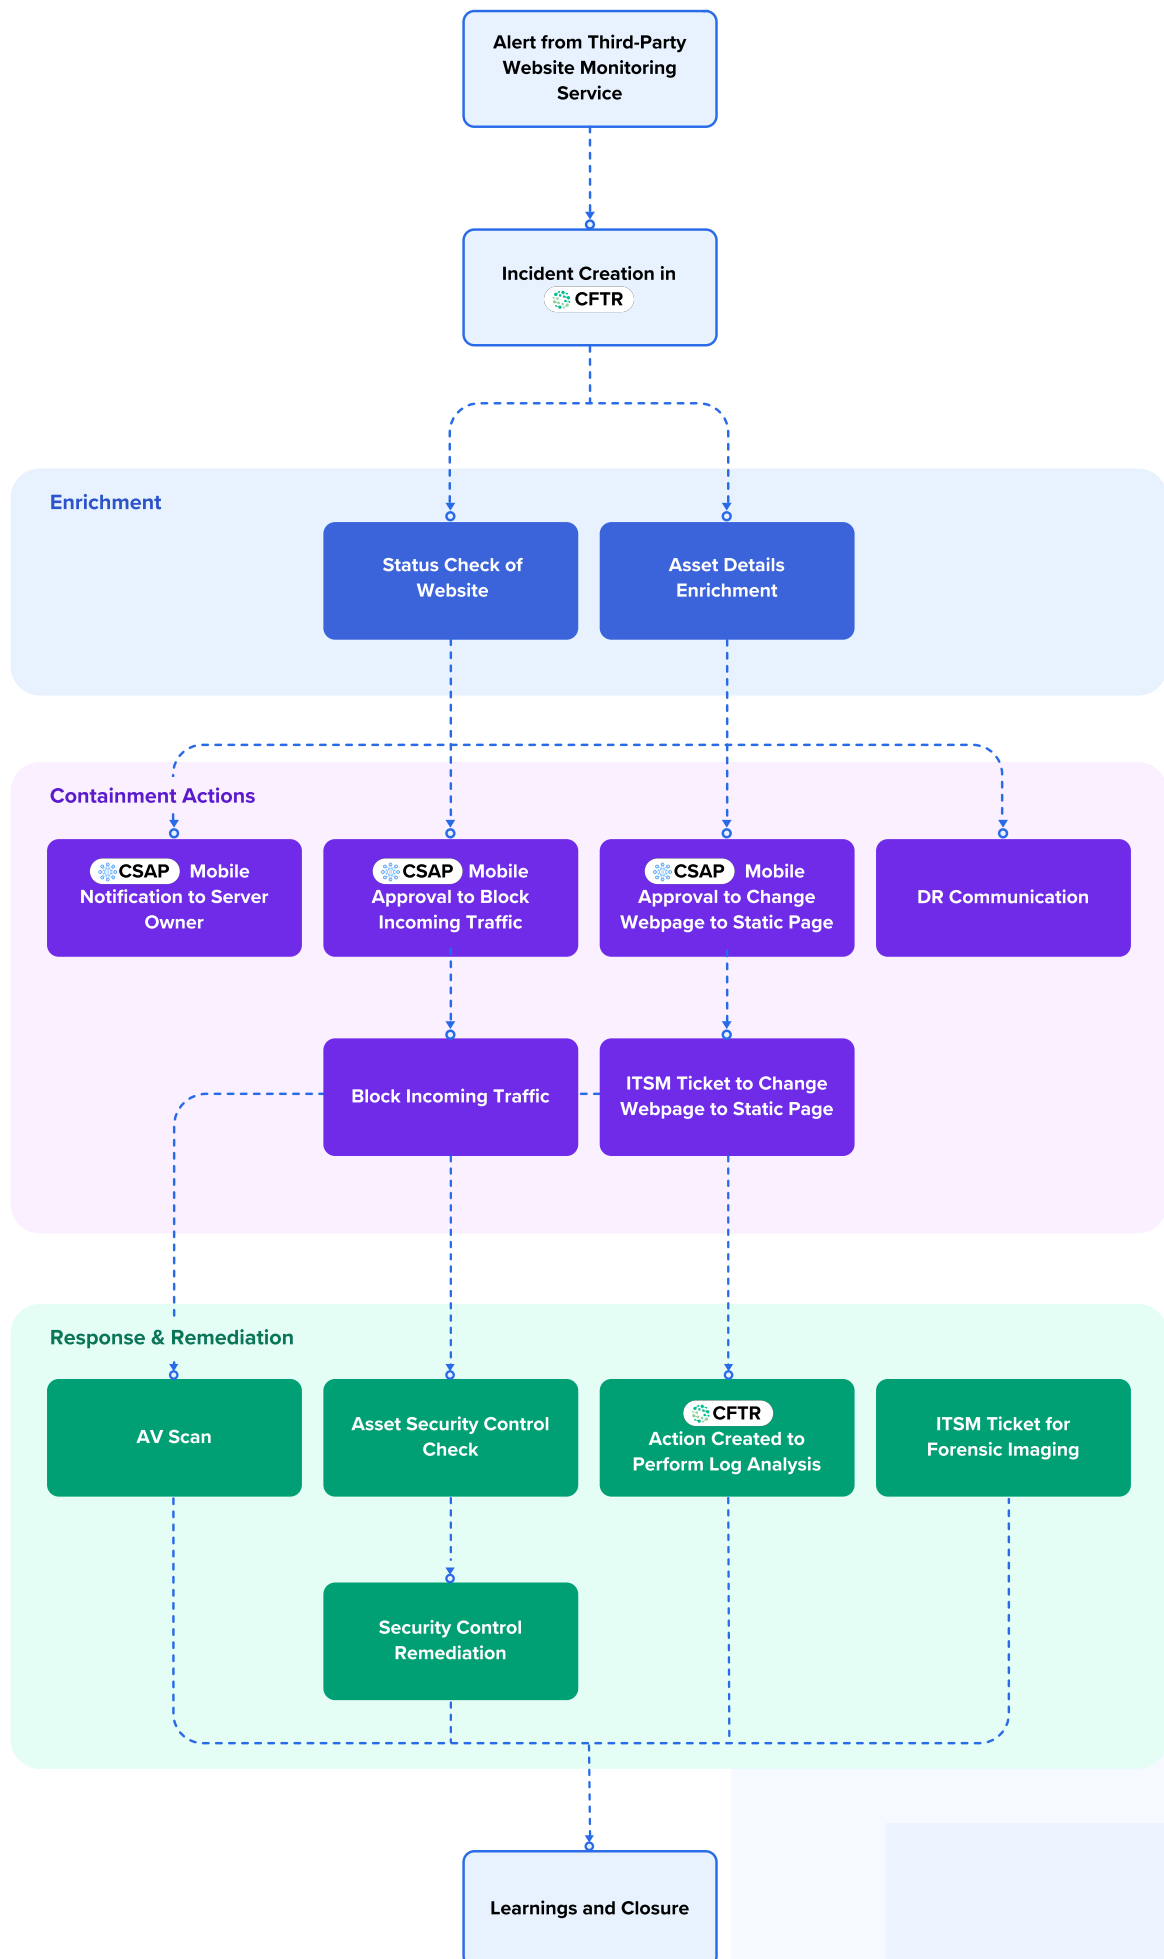 Alert from Third-Party
Website Monitoring
Service
Incident Creation in
CFTR
Enrichment
Status Check of
Website
Asset Details
Enrichment
Containment Actions
CSAP Mobile
Notification to Server
Owner
CSAP Mobile
Approval to Block
Incoming Traffic
CSAP Mobile
Approval to Change
Webpage to Static Page
DR Communication
Block Incoming Traffic
ITSM Ticket to Change
Webpage to Static Page
Response & Remediation
AV Scan
Asset Security Control
Check
CFTR
Action Created to
Perform Log Analysis
ITSM Ticket for
Forensic Imaging
Security Control
Remediation
Learnings and Closure